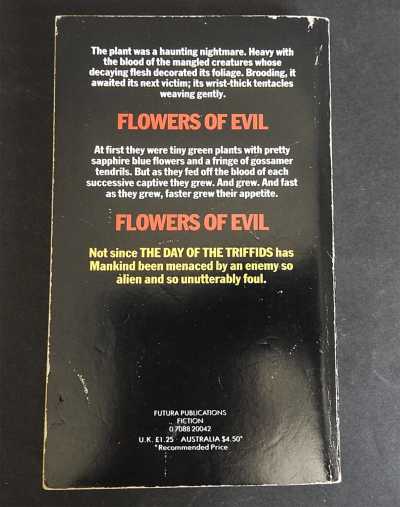 The plant was a haunting nightmare. Heavy with
the blood of the mangled creatures whose
decaying flesh decorated its foliage. Brooding, it
awaited its next victim; its wrist-thick tentacles
weaving gently.
FLOWERS OF EVIL
At first they were tiny green plants with pretty
sapphire blue flowers and a fringe of gossamer
tendrils. But as they fed off the blood of each
successive captive they grew. And grew. And fast
as they grew, faster grew their appetite.
FLOWERS OF EVIL
Not since THE DAY OF THE TRIFFIDS has
Mankind been menaced by an enemy so
alien and so unutterably foul.
FUTURA PUBLICATIONS
FICTION
0 7088 20042
U.K. £1.25 AUSTRALIA $4.50*
*Recommended Price